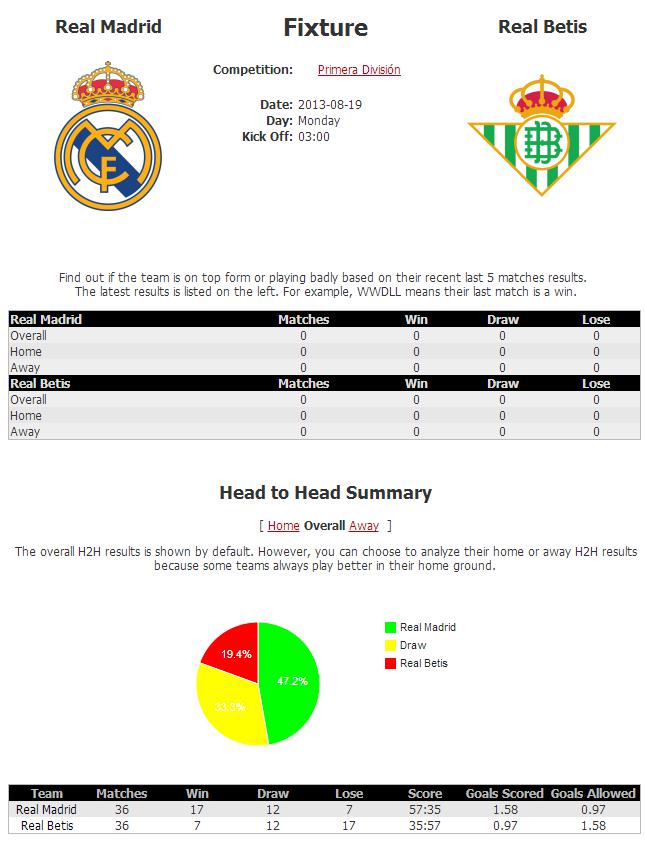 Real Madrid Fixture Real Betis
Competition: Primera División
Date: 2013-08-19
Day: Monday
Kick Off: 03:00
Find out if the team is on top form or playing badly based on their recent last 5 matches results.
The latest results is listed on the left. For example, WWDLL means their last match is a win.
Real Madrid Matches Win Draw Lose
Overall 0 0 0 0
Home 0 0 0 0
Away 0 0 0 0
Real Betis Matches Win Draw Lose
Overall 0 0 0 0
Home 0 0 0 0
Away 0 0 0 0
Head to Head Summary
[ Home Overall Away ]
The overall H2H results is shown by default. However, you can choose to analyze their home or away H2H results
because some teams always play better in their home ground.
Real Madrid
Draw
Real Betis
19.4%
47.2%
33.3%
Team Matches Win Draw Lose Score Goals Scored Goals Allowed
Real Madrid 36 17 12 7 57:35 1.58 0.97
Real Betis 36 7 12 17 35:57 0.97 1.58